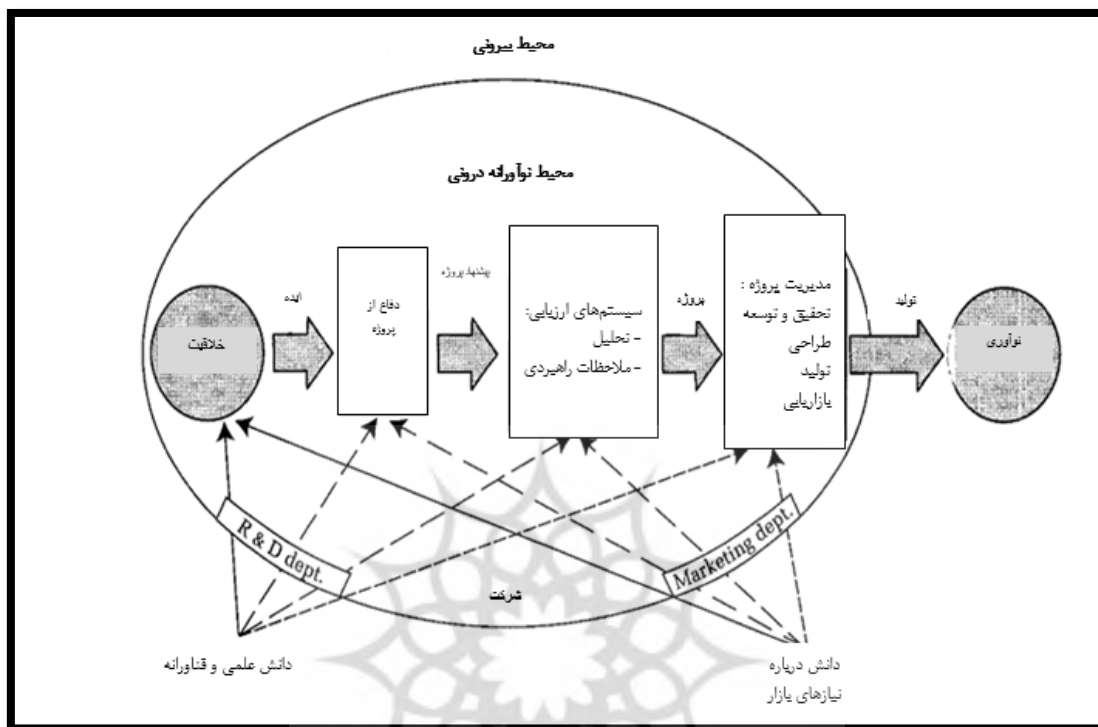 محیط بیرونی
محیط نوآورانه درونی
خلاقیت
ایده
دفاع از
پروژه
پیشنهاد پروژه
سیستم‌های ارزیابی:
- تحلیل
- ملاحظات راهبردی
پروژه
مدیریت پروژه :
تحقیق و توسعه
طراحی
تولید
بازاریابی
تولید
نوآوری
R & D dept.
Marketing dept.
شرکت
دانش علمی و فناورانه
دانش درباره
نیازهای بازار